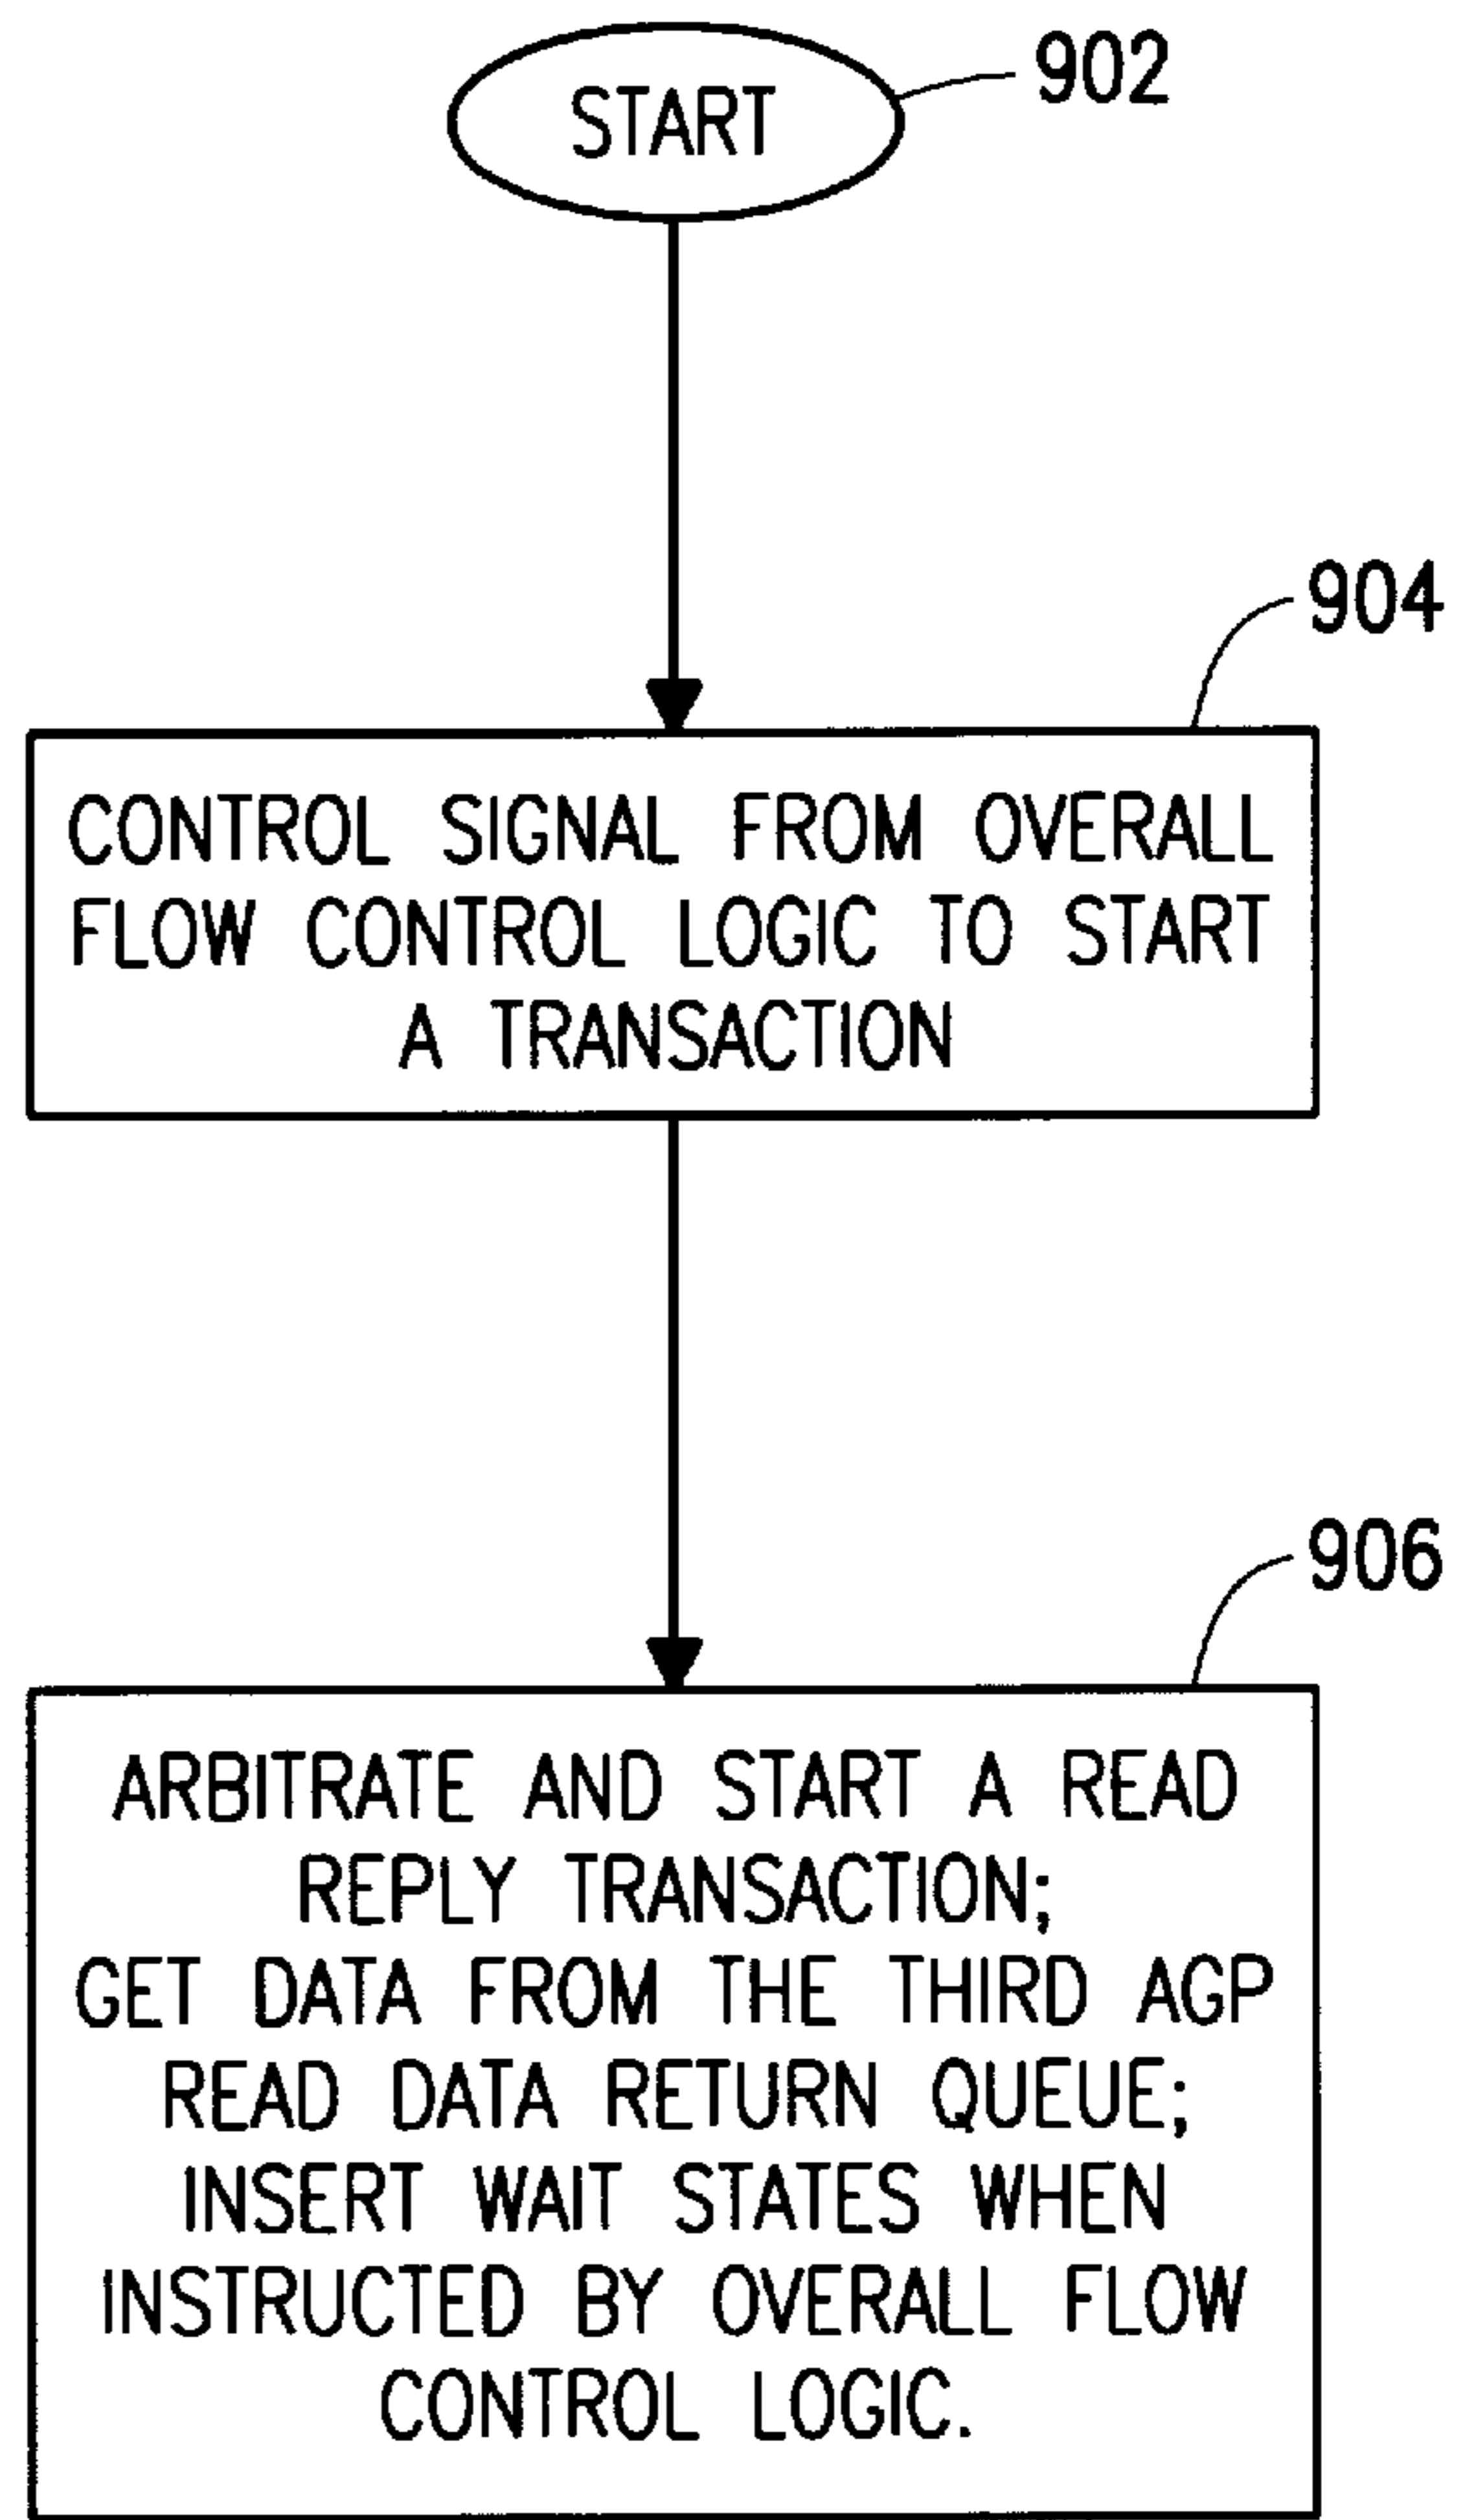 START
902
904
CONTROL SIGNAL FROM OVERALL
FLOW CONTROL LOGIC TO START
A TRANSACTION
906
ARBITRATE AND START A READ
REPLY TRANSACTION;
GET DATA FROM THE THIRD AGP
READ DATA RETURN QUEUE;
INSERT WAIT STATES WHEN
INSTRUCTED BY OVERALL FLOW
CONTROL LOGIC.